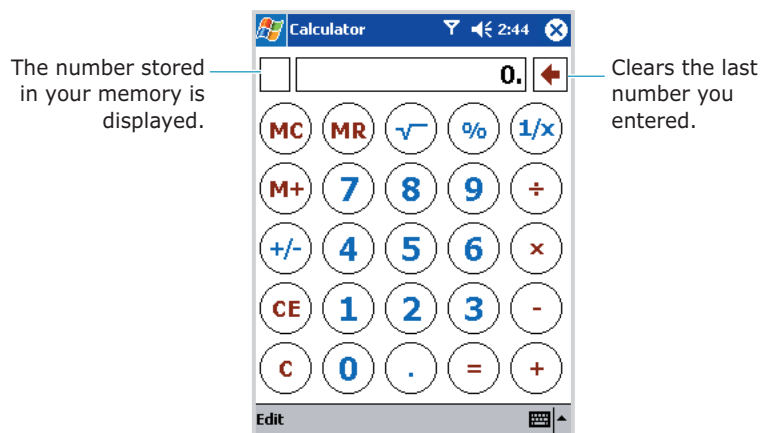 Calculator 2:44
The number stored
in your memory is
displayed.
0.
Clears the last
number you
entered.
MC MR √‾ % 1/x
M+ 7 8 9 ÷
+/- 4 5 6 ×
CE 1 2 3 -
C 0 . = +
Edit